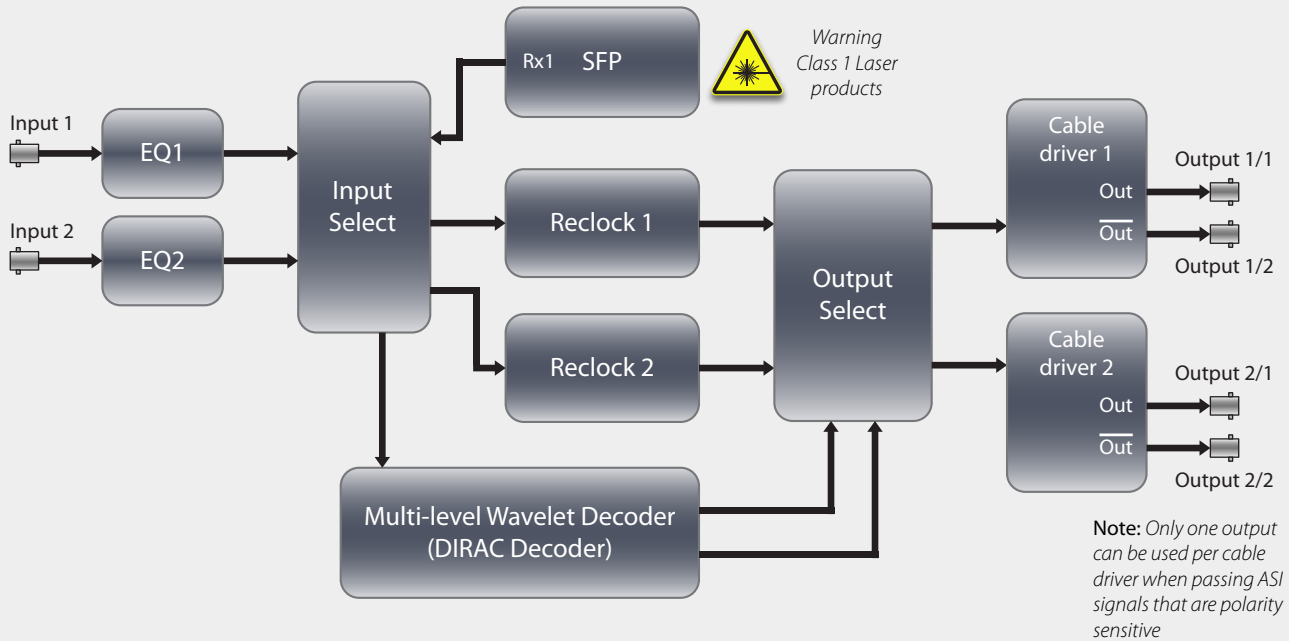 Rx1 SFP
Warning
Class 1 Laser
products
Input 1
EQ1
Input 2
EQ2
Input
Select
Reclock 1
Reclock 2
Multi-level Wavelet Decoder
(DIRAC Decoder)
Output
Select
Cable
driver 1
Out
Out
Output 1/1
Output 1/2
Cable
driver 2
Out
Out
Output 2/1
Output 2/2
Note: Only one output
can be used per cable
driver when passing ASI
signals that are polarity
sensitive